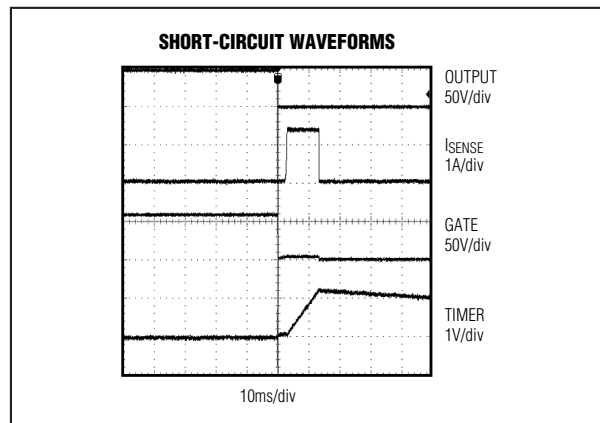 SHORT-CIRCUIT WAVEFORMS
OUTPUT
50V/div
ISENSE
1A/div
GATE
50V/div
TIMER
1V/div
10ms/div